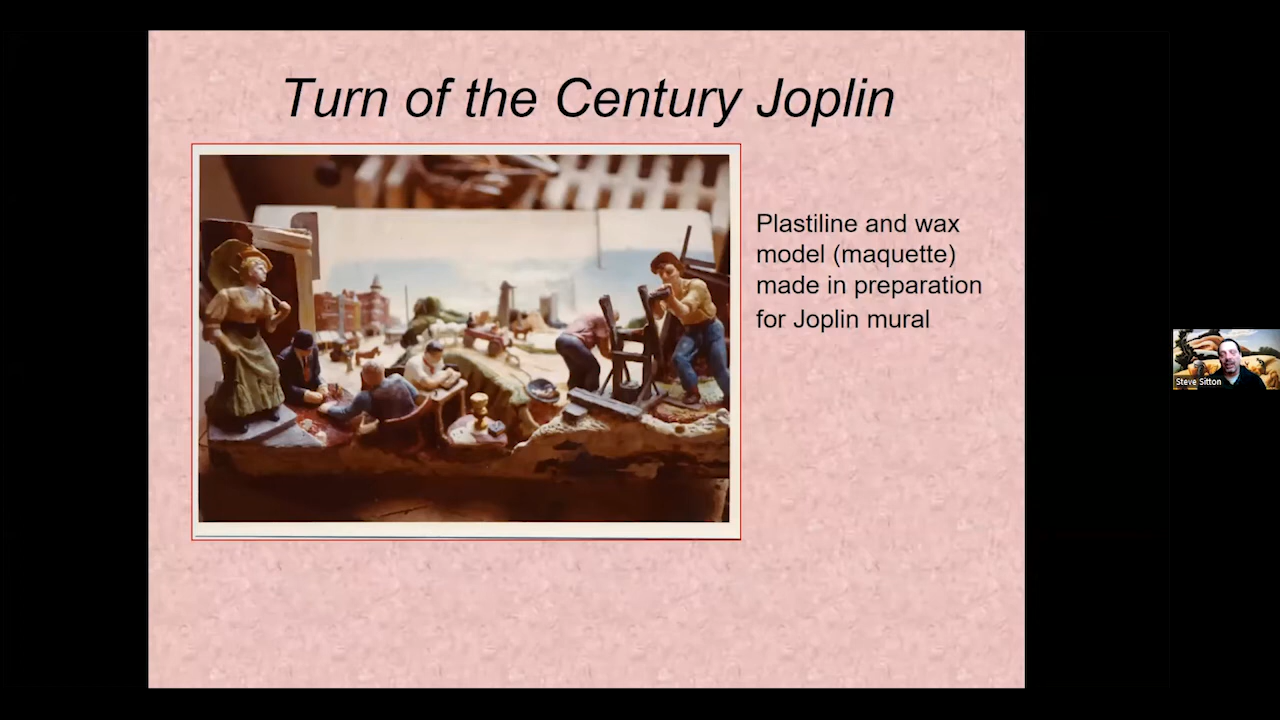 Turn of the Century Joplin
Plastiline and wax
model (maquette)
made in preparation
for Joplin mural
Steve Sitton